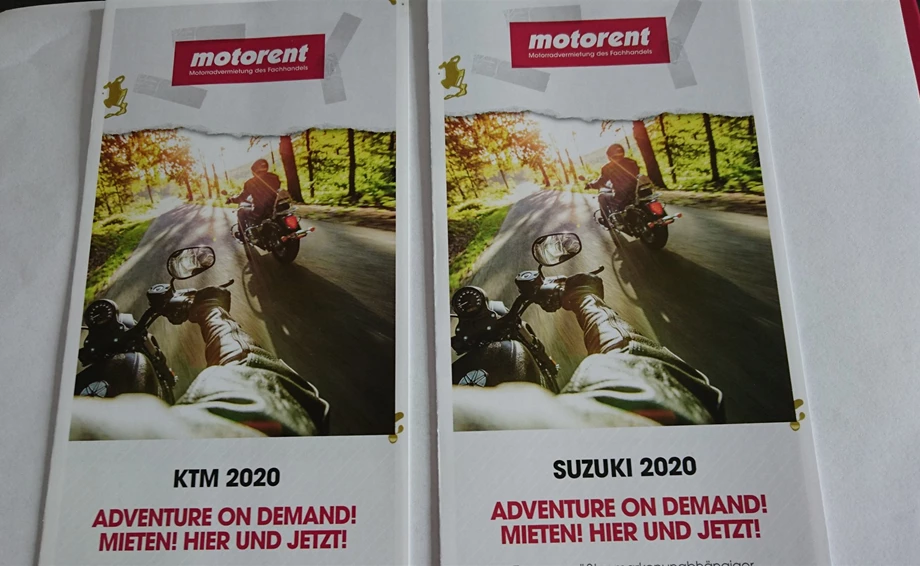 motorent
Motorradvermietung des Fachhandels
KTM 2020
ADVENTURE ON DEMAND!
MIETEN! HIER UND JETZT!
motorent
Motorradvermietung des Fachhandels
SUZUKI 2020
ADVENTURE ON DEMAND!
MIETEN! HIER UND JETZT!